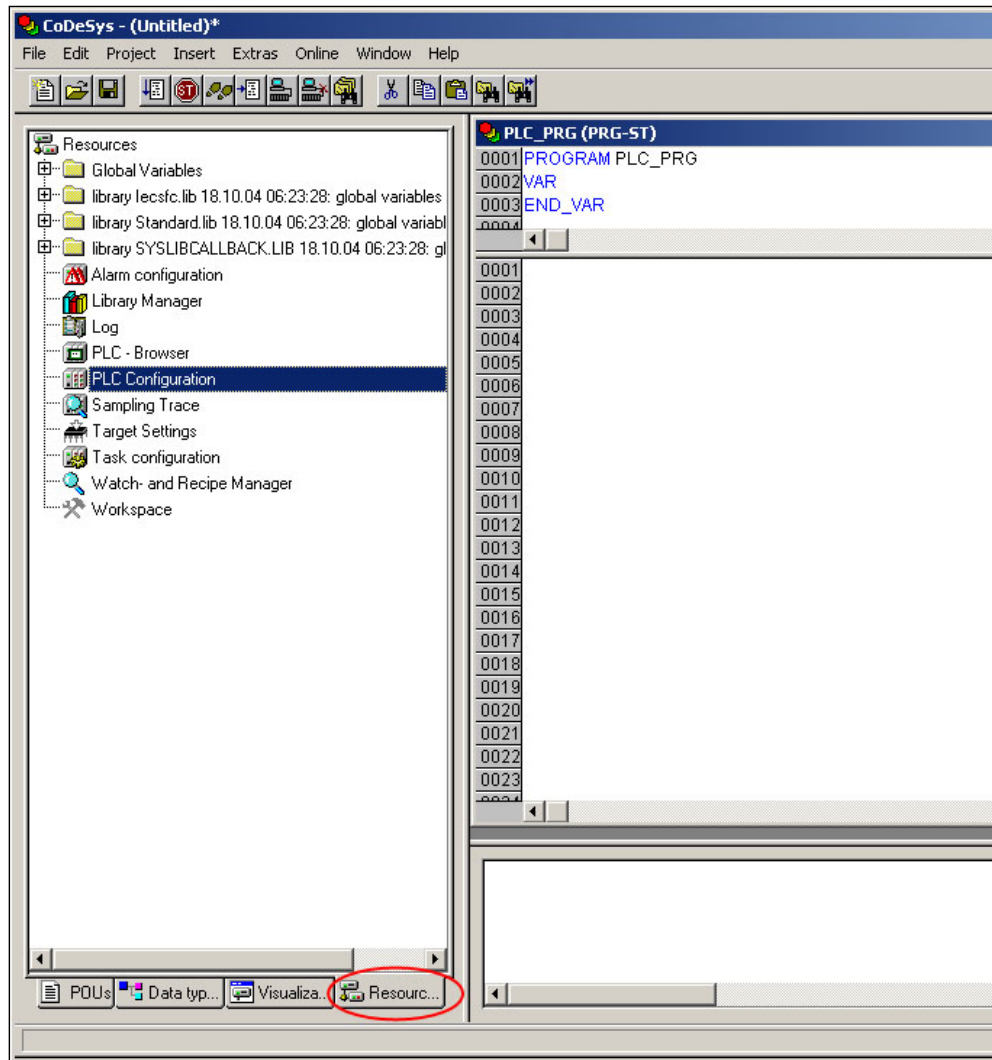 CoDeSys - (Untitled)*
File Edit Project Insert Extras Online Window Help
Resources
Global Variables
library Iecsfc.lib 18.10.04 06:23:28: global variables
library Standard.lib 18.10.04 06:23:28: global variabl
library SYSLIBCALLBACK.LIB 18.10.04 06:23:28: gl
Alarm configuration
Library Manager
Log
PLC - Browser
PLC Configuration
Sampling Trace
Target Settings
Task configuration
Watch- and Recipe Manager
Workspace
POUs Data typ... Visualiza... Resourc...
PLC_PRG (PRG-ST)
0001 PROGRAM PLC_PRG
0002 VAR
0003 END_VAR
0004
0001
0002
0003
0004
0005
0006
0007
0008
0009
0010
0011
0012
0013
0014
0015
0016
0017
0018
0019
0020
0021
0022
0023
0024